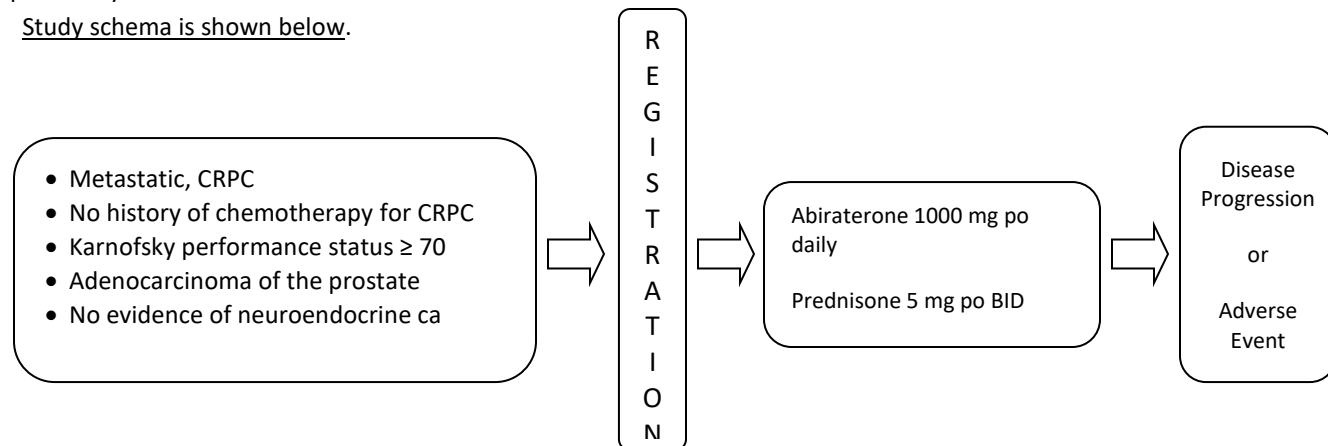 Study schema is shown below.
• Metastatic, CRPC
• No history of chemotherapy for CRPC
• Karnofsky performance status ≥ 70
• Adenocarcinoma of the prostate
• No evidence of neuroendocrine ca
R
E
G
I
S
T
R
A
T
I
O
N
Abiraterone 1000 mg po
daily
Prednisone 5 mg po BID
Disease
Progression
or
Adverse
Event